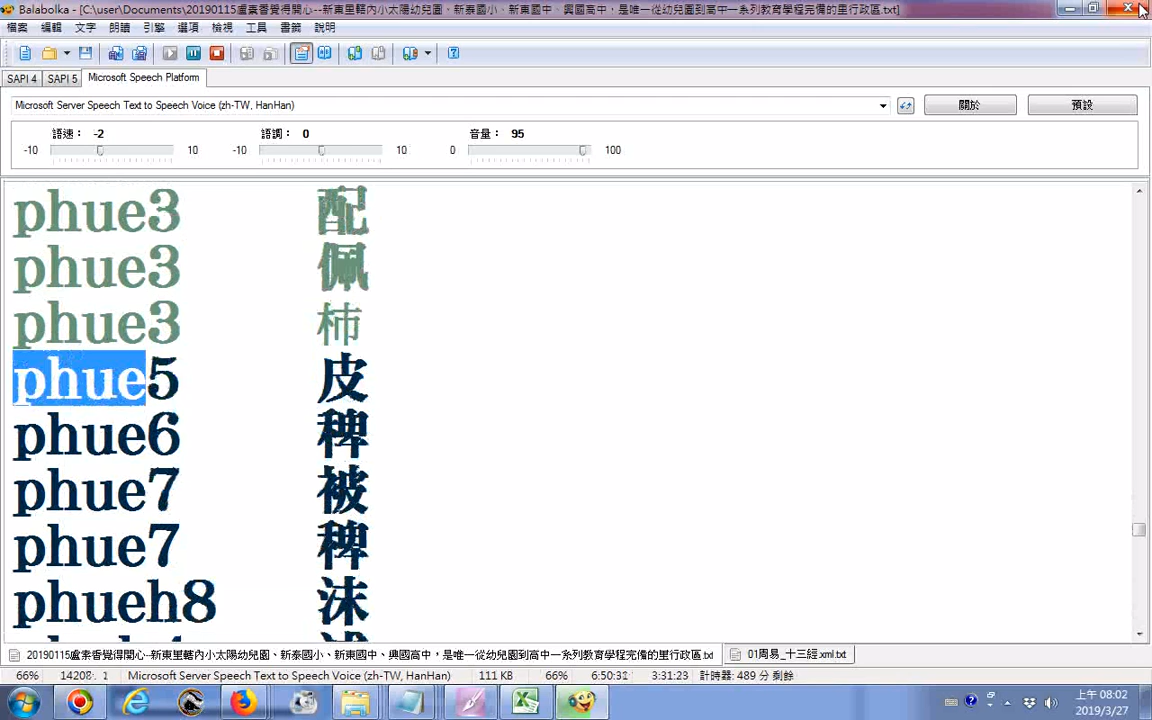 Balabolka - [C:\user\Documents\20190115盧素香覺得開心--新東里轄內小太陽幼兒園、新泰國小、新東國中、興國高中，是唯一從幼兒園到高中一系列教育學程完備的里行政區.txt]
檔案 編輯 文字 朗讀 引擎 選項 檢視 工具 書籤 說明
SAPI 4 SAPI 5 Microsoft Speech Platform
Microsoft Server Speech Text to Speech Voice (zh-TW, HanHan) 關於 預設
語速： -2 語調： 0 音量： 95
-10 10 -10 10 0 100
phue3 配
phue3 佩
phue3 柿
phue5 皮
phue6 稗
phue7 被
phue7 稗
phueh8 沫
20190115盧素香覺得開心--新東里轄內小太陽幼兒園、新泰國小、新東國中、興國高中，是唯一從幼兒園到高中一系列教育學程完備的里行政區.txt 01周易_十三經.xml.txt
66% 14208: 1 Microsoft Server Speech Text to Speech Voice (zh-TW, HanHan) 111 KB 66% 6:50:31 3:31:23 計時器: 489 分 剩餘
上午 08:02
2019/3/27